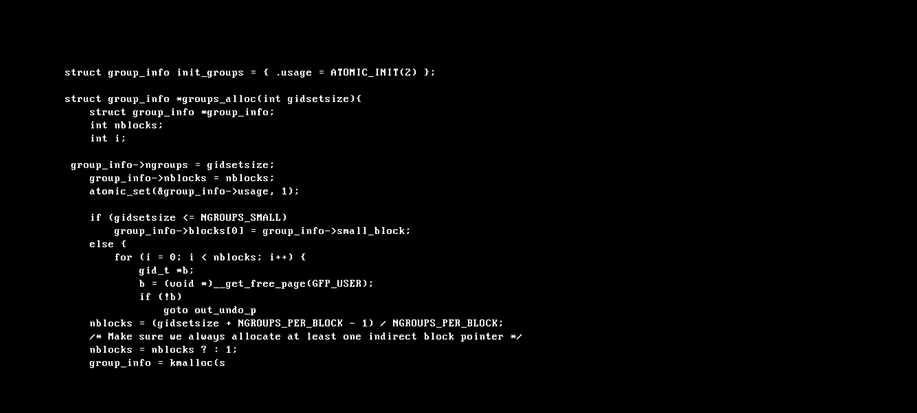 struct group_info init_groups = { .usage = ATOMIC_INIT(2) };
struct group_info *groups_alloc(int gidsetsize){
struct group_info *group_info;
int nblocks;
int i;
group_info->ngroups = gidsetsize;
group_info->nblocks = nblocks;
atomic_set(&group_info->usage, 1);
if (gidsetsize <= NGROUPS_SMALL)
group_info->blocks[0] = group_info->small_block;
else {
for (i = 0; i < nblocks; i++) {
gid_t *b;
b = (void *)__get_free_page(GFP_USER);
if (!b)
goto out_undo_p
nblocks = (gidsetsize + NGROUPS_PER_BLOCK - 1) / NGROUPS_PER_BLOCK;
/* Make sure we always allocate at least one indirect block pointer */
nblocks = nblocks ? : 1;
group_info = kmalloc(s